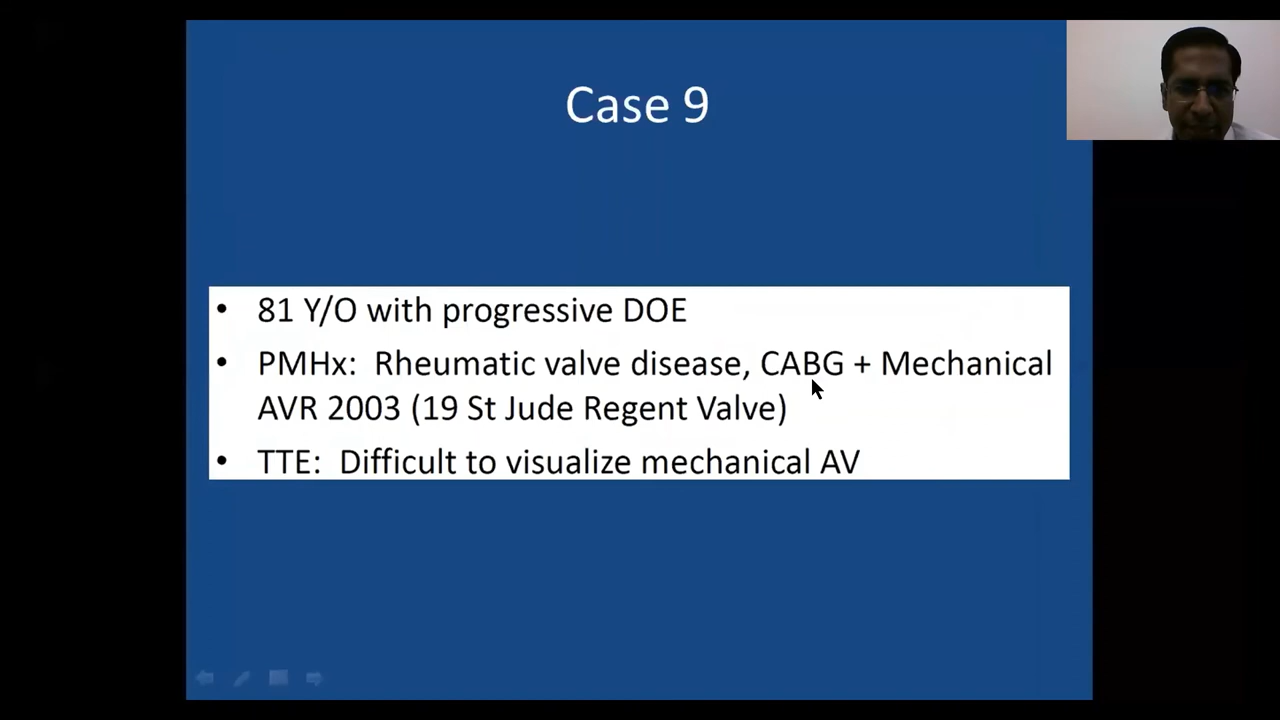 Case 9
• 81 Y/O with progressive DOE
• PMHx: Rheumatic valve disease, CABG + Mechanical
AVR 2003 (19 St Jude Regent Valve)
• TTE: Difficult to visualize mechanical AV